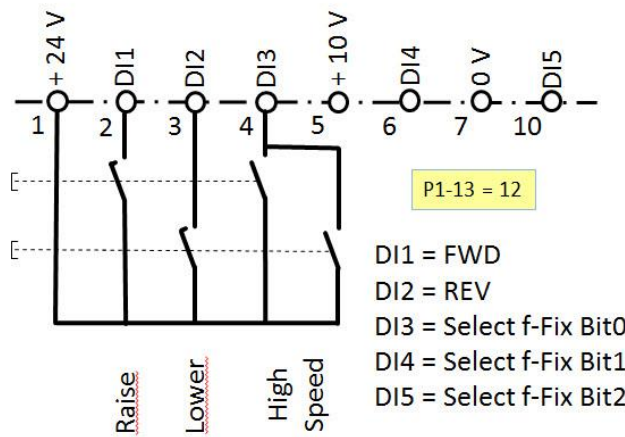 + 24 V
DI1
DI2
DI3
+ 10 V
DI4
0 V
DI5
1
2
3
4
5
6
7
10
P1-13 = 12
DI1 = FWD
DI2 = REV
DI3 = Select f-Fix Bit0
DI4 = Select f-Fix Bit1
DI5 = Select f-Fix Bit2
Raise
Lower
High
Speed